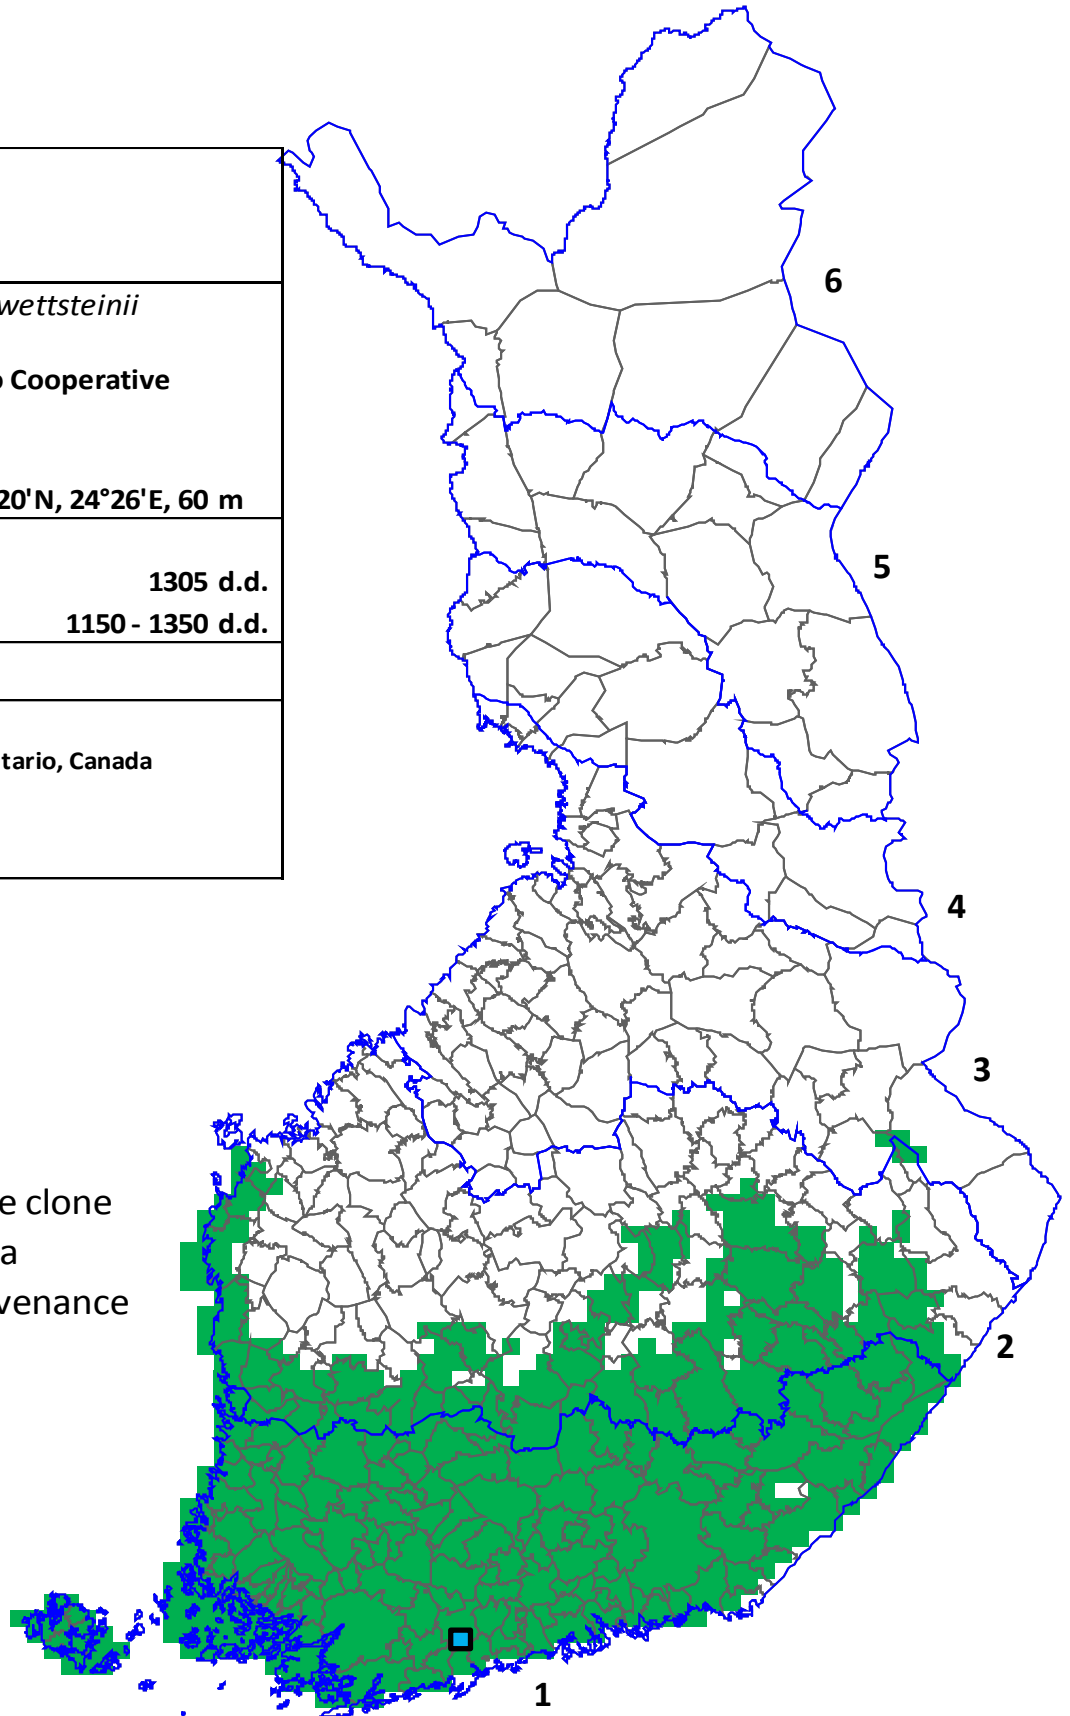 wettsteinii
Cooperative
20'N, 24°26'E, 60 m
1305 d.d.
1150 - 1350 d.d.
tario, Canada
6
5
4
3
e clone
a
venance
2
1